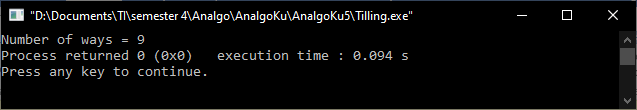 "D:\Documents\TI\semester 4\Analgo\AnalgoKu\AnalgoKu5\Tilling.exe"
Number of ways = 9
Process returned 0 (0x0)   execution time : 0.094 s
Press any key to continue.